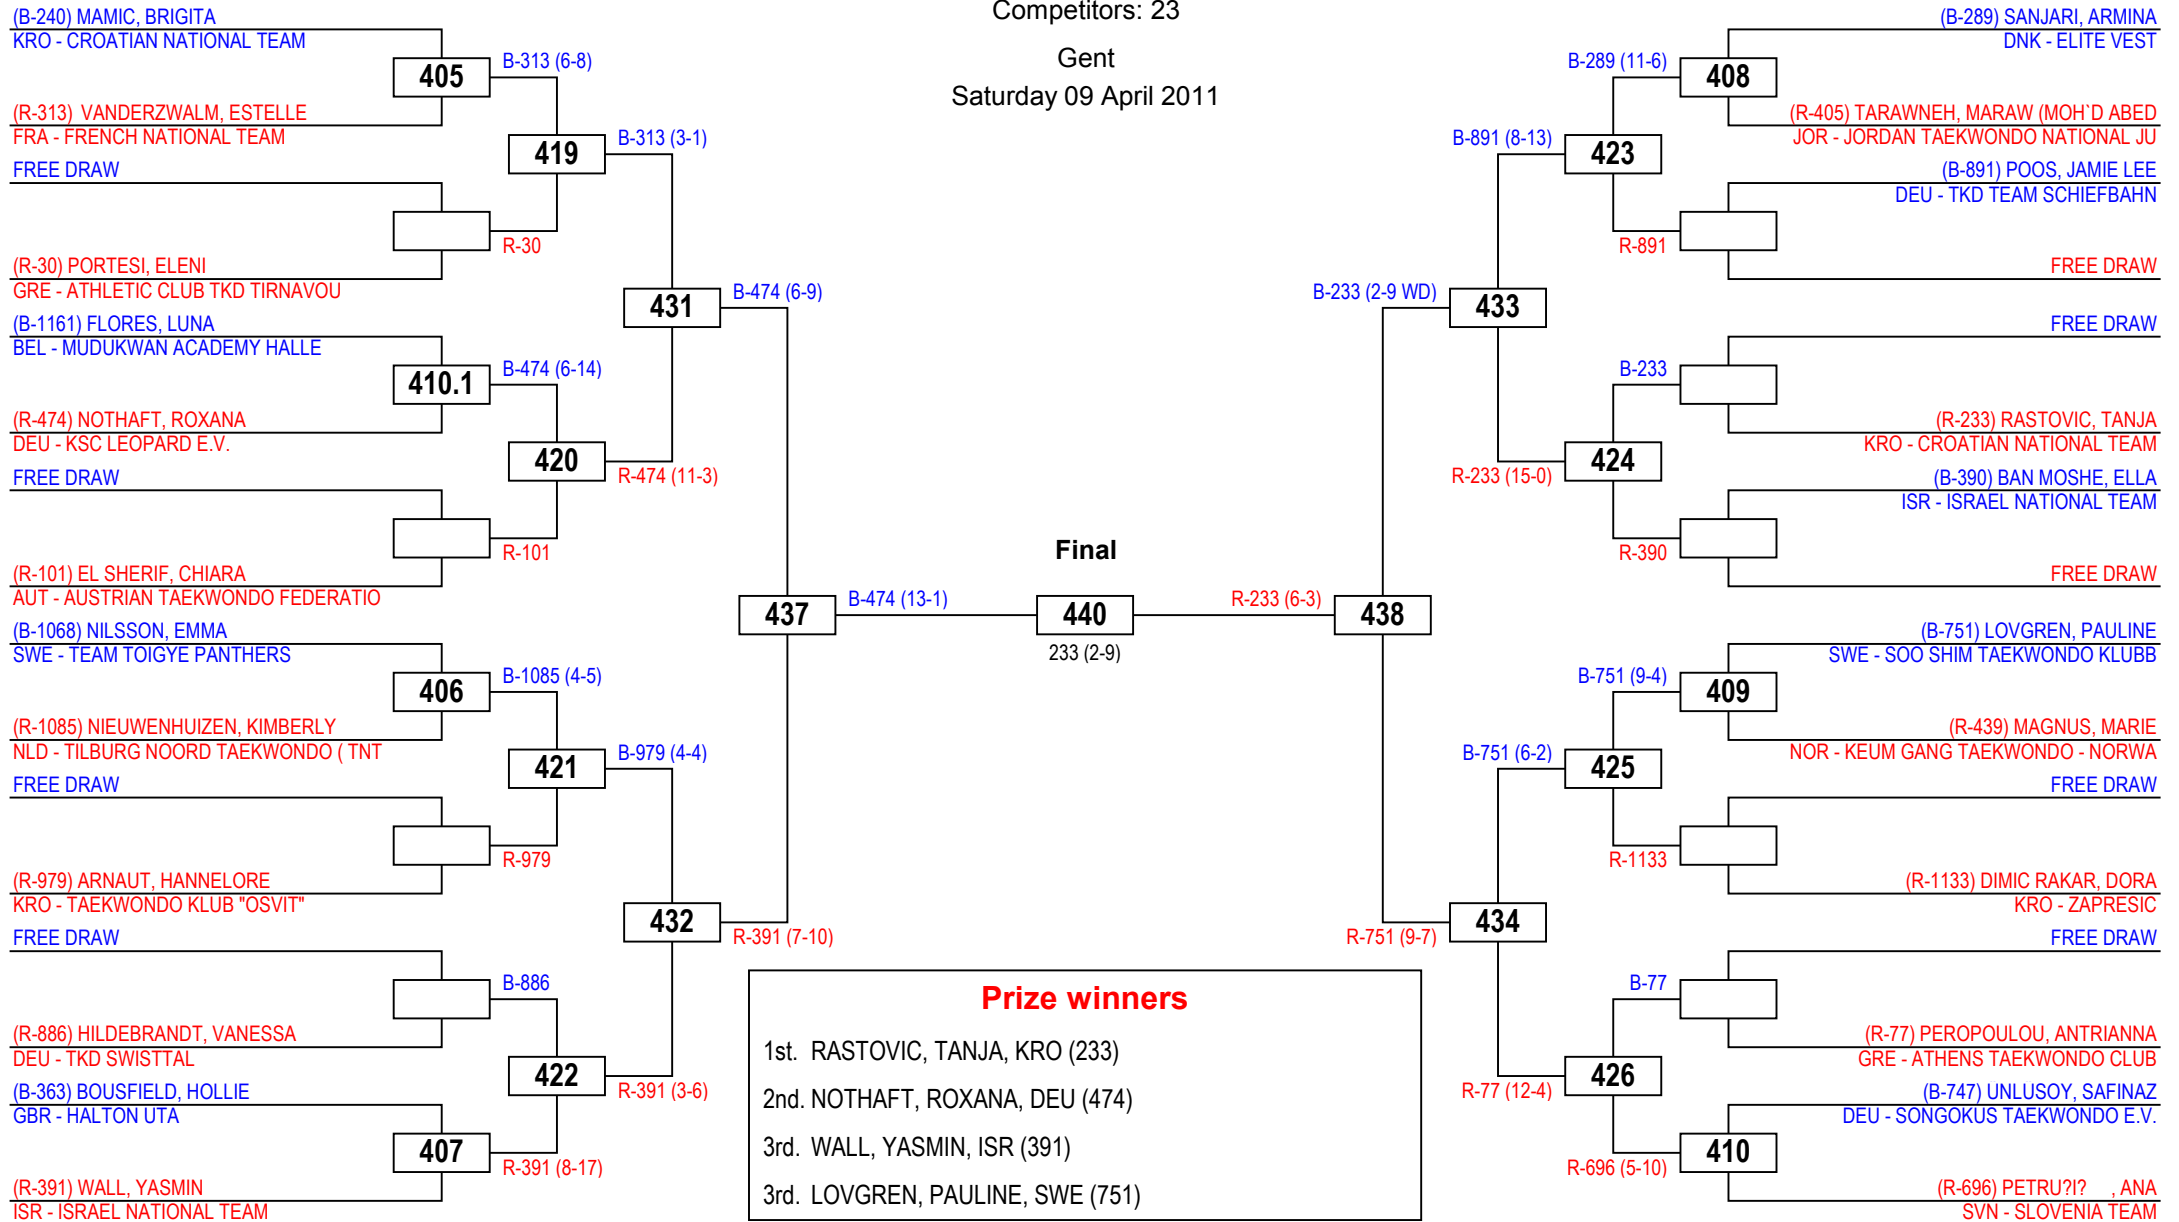 Competitors: 23
Gent
Saturday 09 April 2011
(B-240) MAMIC, BRIGITA
KRO - CROATIAN NATIONAL TEAM
405
B-313 (6-8)
(R-313) VANDERZWALM, ESTELLE
FRA - FRENCH NATIONAL TEAM
419
B-313 (3-1)
FREE DRAW
R-30
(R-30) PORTESI, ELENI
GRE - ATHLETIC CLUB TKD TIRNAVOU
431
B-474 (6-9)
(B-1161) FLORES, LUNA
BEL - MUDUKWAN ACADEMY HALLE
410.1
B-474 (6-14)
(R-474) NOTHAFT, ROXANA
DEU - KSC LEOPARD E.V.
420
R-474 (11-3)
FREE DRAW
R-101
(R-101) EL SHERIF, CHIARA
AUT - AUSTRIAN TAEKWONDO FEDERATIO
437
B-474 (13-1)
(B-1068) NILSSON, EMMA
SWE - TEAM TOIGYE PANTHERS
406
B-1085 (4-5)
(R-1085) NIEUWENHUIZEN, KIMBERLY
NLD - TILBURG NOORD TAEKWONDO ( TNT
421
B-979 (4-4)
FREE DRAW
R-979
(R-979) ARNAUT, HANNELORE
KRO - TAEKWONDO KLUB "OSVIT"
432
R-391 (7-10)
FREE DRAW
B-886
(R-886) HILDEBRANDT, VANESSA
DEU - TKD SWISTTAL
422
R-391 (3-6)
(B-363) BOUSFIELD, HOLLIE
GBR - HALTON UTA
407
R-391 (8-17)
(R-391) WALL, YASMIN
ISR - ISRAEL NATIONAL TEAM
Final
440
233 (2-9)
(B-289) SANJARI, ARMINA
DNK - ELITE VEST
B-289 (11-6)
408
(R-405) TARAWNEH, MARAW (MOH`D ABED
JOR - JORDAN TAEKWONDO NATIONAL JU
B-891 (8-13)
423
(B-891) POOS, JAMIE LEE
DEU - TKD TEAM SCHIEFBAHN
R-891
FREE DRAW
B-233 (2-9 WD)
433
FREE DRAW
B-233
(R-233) RASTOVIC, TANJA
KRO - CROATIAN NATIONAL TEAM
R-233 (15-0)
424
(B-390) BAN MOSHE, ELLA
ISR - ISRAEL NATIONAL TEAM
R-390
FREE DRAW
R-233 (6-3)
438
(B-751) LOVGREN, PAULINE
SWE - SOO SHIM TAEKWONDO KLUBB
B-751 (9-4)
409
(R-439) MAGNUS, MARIE
NOR - KEUM GANG TAEKWONDO - NORWA
B-751 (6-2)
425
FREE DRAW
R-1133
(R-1133) DIMIC RAKAR, DORA
KRO - ZAPRESIC
R-751 (9-7)
434
FREE DRAW
B-77
(R-77) PEROPOULOU, ANTRIANNA
GRE - ATHENS TAEKWONDO CLUB
R-77 (12-4)
426
(B-747) UNLUSOY, SAFINAZ
DEU - SONGOKUS TAEKWONDO E.V.
R-696 (5-10)
410
(R-696) PETRU?I? , ANA
SVN - SLOVENIA TEAM
Prize winners
1st. RASTOVIC, TANJA, KRO (233)
2nd. NOTHAFT, ROXANA, DEU (474)
3rd. WALL, YASMIN, ISR (391)
3rd. LOVGREN, PAULINE, SWE (751)